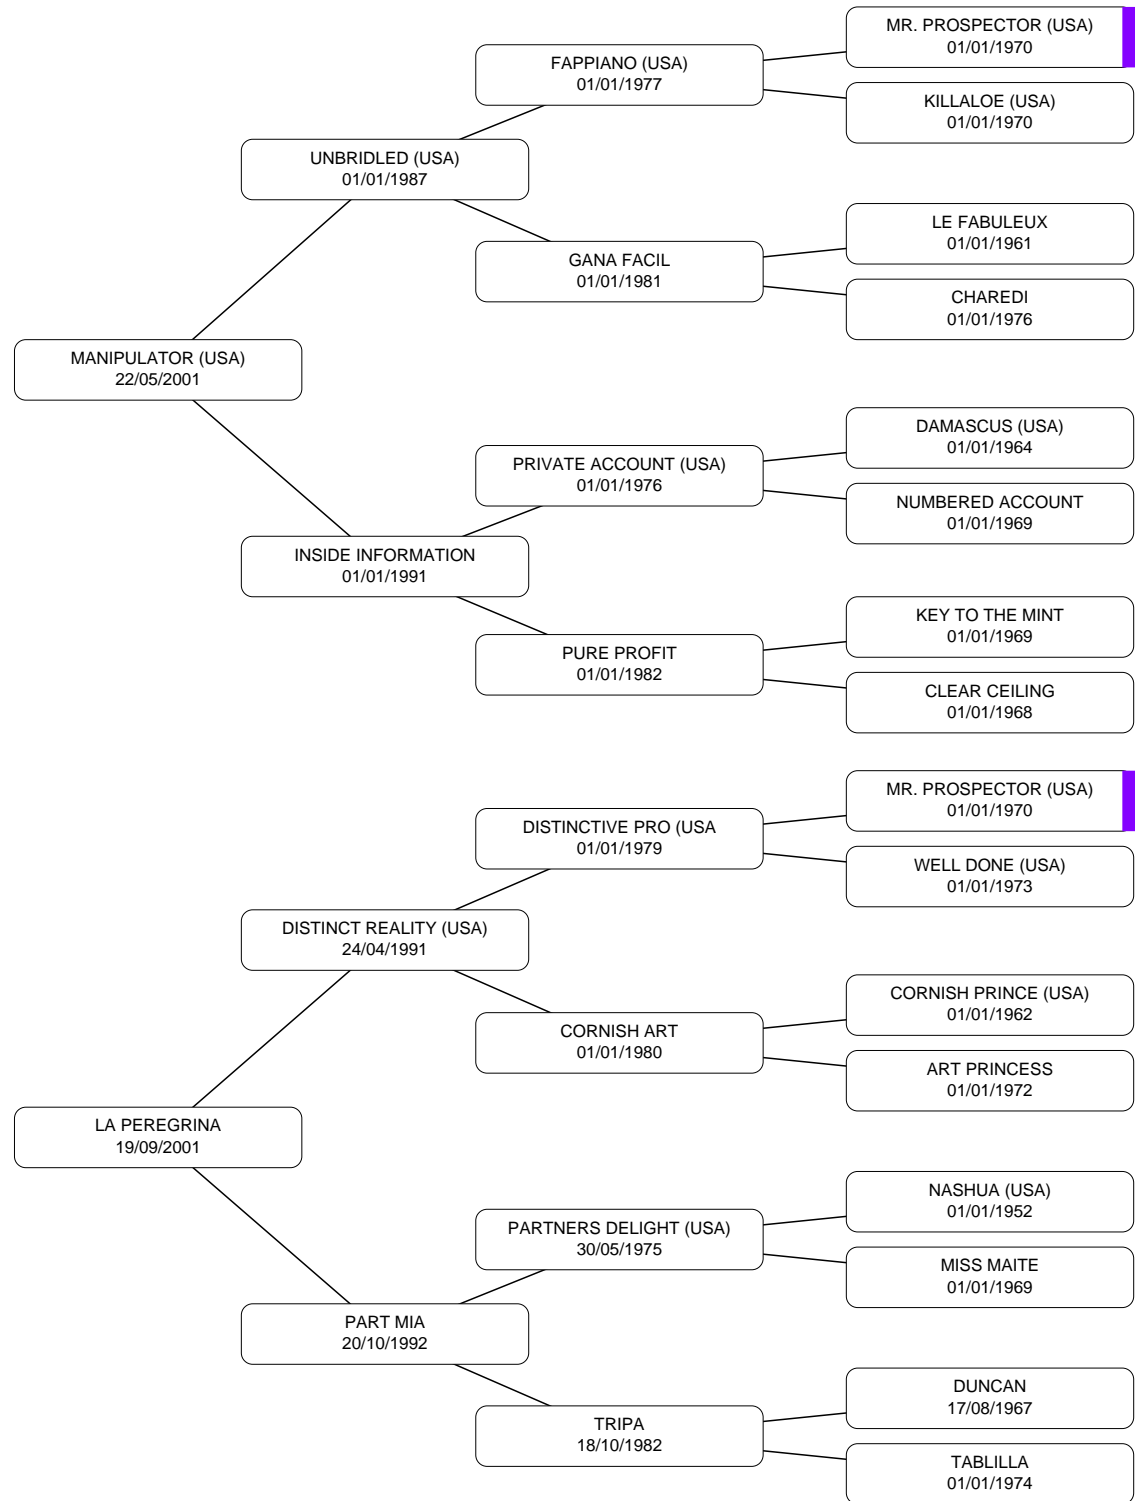 MR. PROSPECTOR (USA)
01/01/1970
FAPPIANO (USA)
01/01/1977
KILLALOE (USA)
01/01/1970
UNBRIDLED (USA)
01/01/1987
LE FABULEUX
01/01/1961
GANA FACIL
01/01/1981
CHAREDI
01/01/1976
MANIPULATOR (USA)
22/05/2001
DAMASCUS (USA)
01/01/1964
PRIVATE ACCOUNT (USA)
01/01/1976
NUMBERED ACCOUNT
01/01/1969
INSIDE INFORMATION
01/01/1991
KEY TO THE MINT
01/01/1969
PURE PROFIT
01/01/1982
CLEAR CEILING
01/01/1968
MR. PROSPECTOR (USA)
01/01/1970
DISTINCTIVE PRO (USA
01/01/1979
WELL DONE (USA)
01/01/1973
DISTINCT REALITY (USA)
24/04/1991
CORNISH PRINCE (USA)
01/01/1962
CORNISH ART
01/01/1980
ART PRINCESS
01/01/1972
LA PEREGRINA
19/09/2001
NASHUA (USA)
01/01/1952
PARTNERS DELIGHT (USA)
30/05/1975
MISS MAITE
01/01/1969
PART MIA
20/10/1992
DUNCAN
17/08/1967
TRIPA
18/10/1982
TABLILLA
01/01/1974